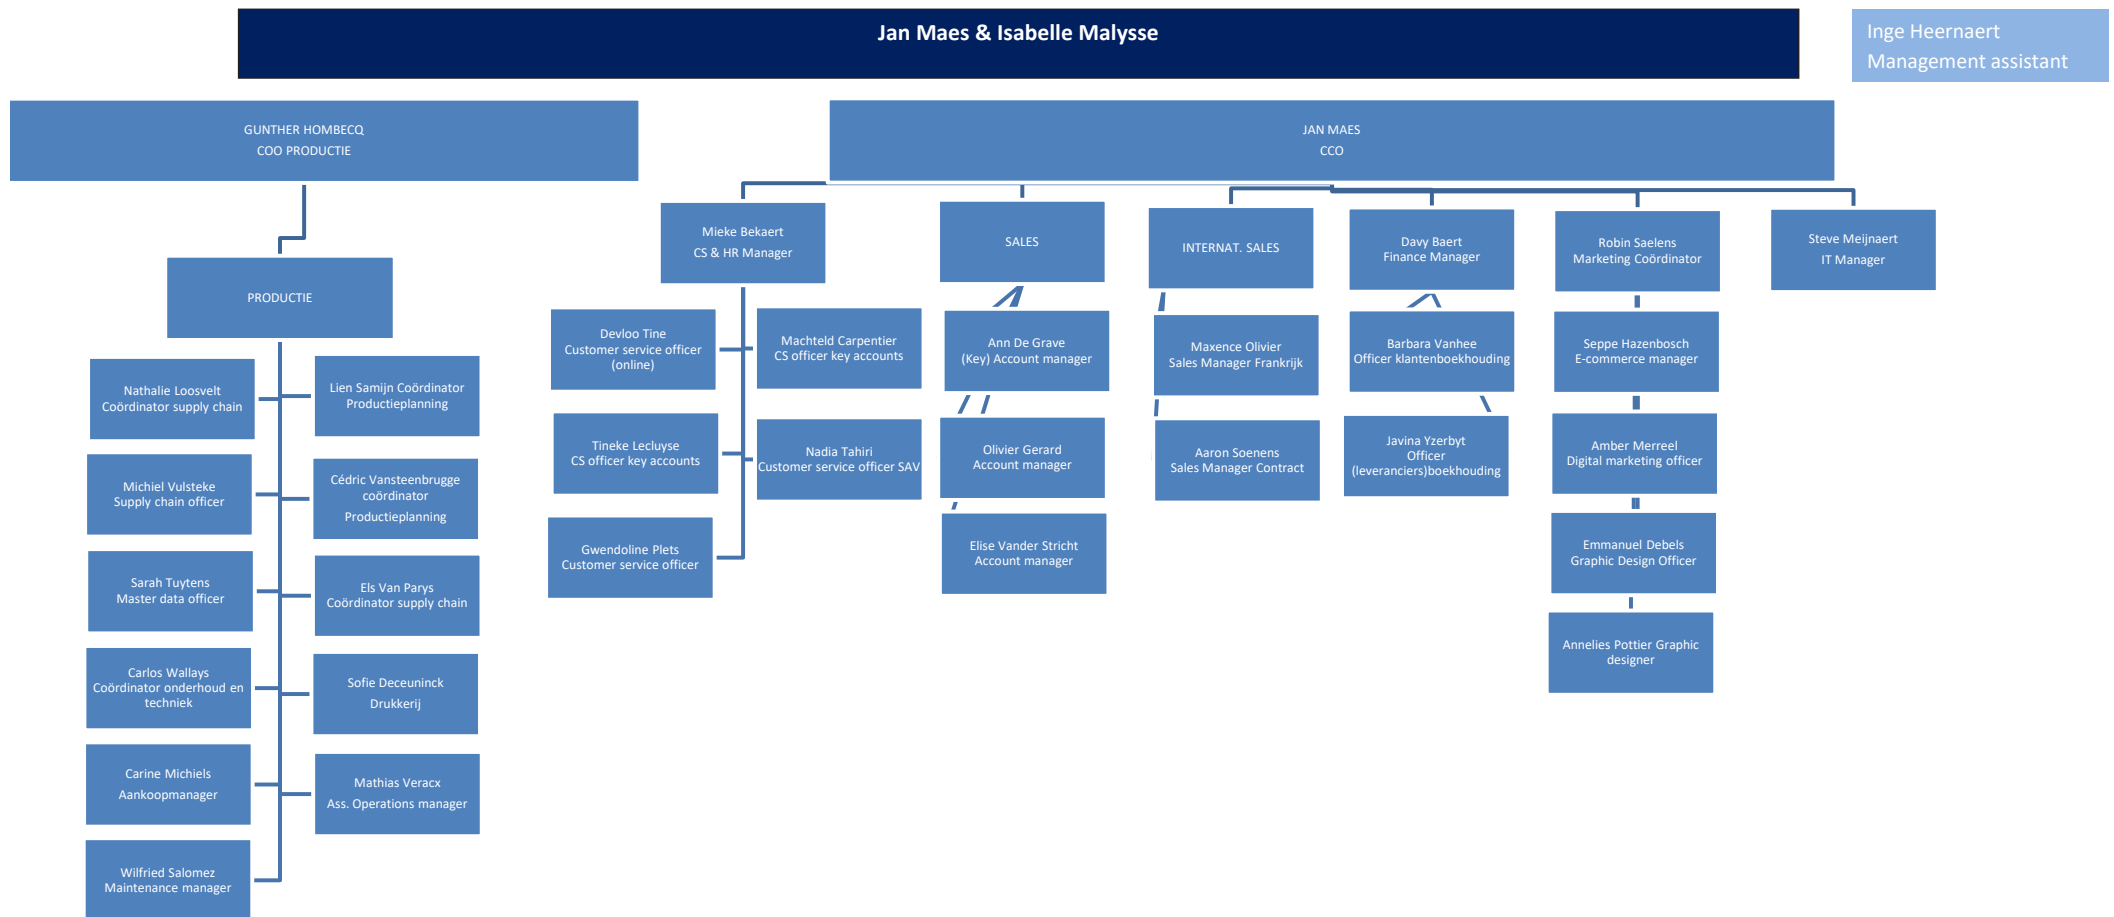 Jan Maes & Isabelle Malysse
Inge Heernaert
Management assistant
GUNTHER HOMBECQ
COO PRODUCTIE
JAN MAES
CCO
PRODUCTIE
Nathalie Loosvelt
Coördinator supply chain
Lien Samijn Coördinator
Productieplanning
Michiel Vulsteke
Supply chain officer
Cédric Vansteenbrugge
coördinator
Productieplanning
Sarah Tuytens
Master data officer
Els Van Parys
Coördinator supply chain
Carlos Wallays
Coördinator onderhoud en
techniek
Sofie Deceuninck
Drukkerij
Carine Michiels
Aankoopmanager
Mathias Veracx
Ass. Operations manager
Wilfried Salomez
Maintenance manager
Mieke Bekaert
CS & HR Manager
Devloo Tine
Customer service officer
(online)
Machteld Carpentier
CS officer key accounts
Tineke Lecluyse
CS officer key accounts
Nadia Tahiri
Customer service officer SAV
Gwendoline Plets
Customer service officer
SALES
Ann De Grave
(Key) Account manager
Olivier Gerard
Account manager
Elise Vander Stricht
Account manager
INTERNAT. SALES
Maxence Olivier
Sales Manager Frankrijk
Aaron Soenens
Sales Manager Contract
Davy Baert
Finance Manager
Barbara Vanhee
Officer klantenboekhouding
Javina Yzerbyt
Officer
(leveranciers)boekhouding
Robin Saelens
Marketing Coördinator
Seppe Hazenbosch
E-commerce manager
Amber Merreel
Digital marketing officer
Emmanuel Debels
Graphic Design Officer
Annelies Pottier Graphic
designer
Steve Meijnaert
IT Manager